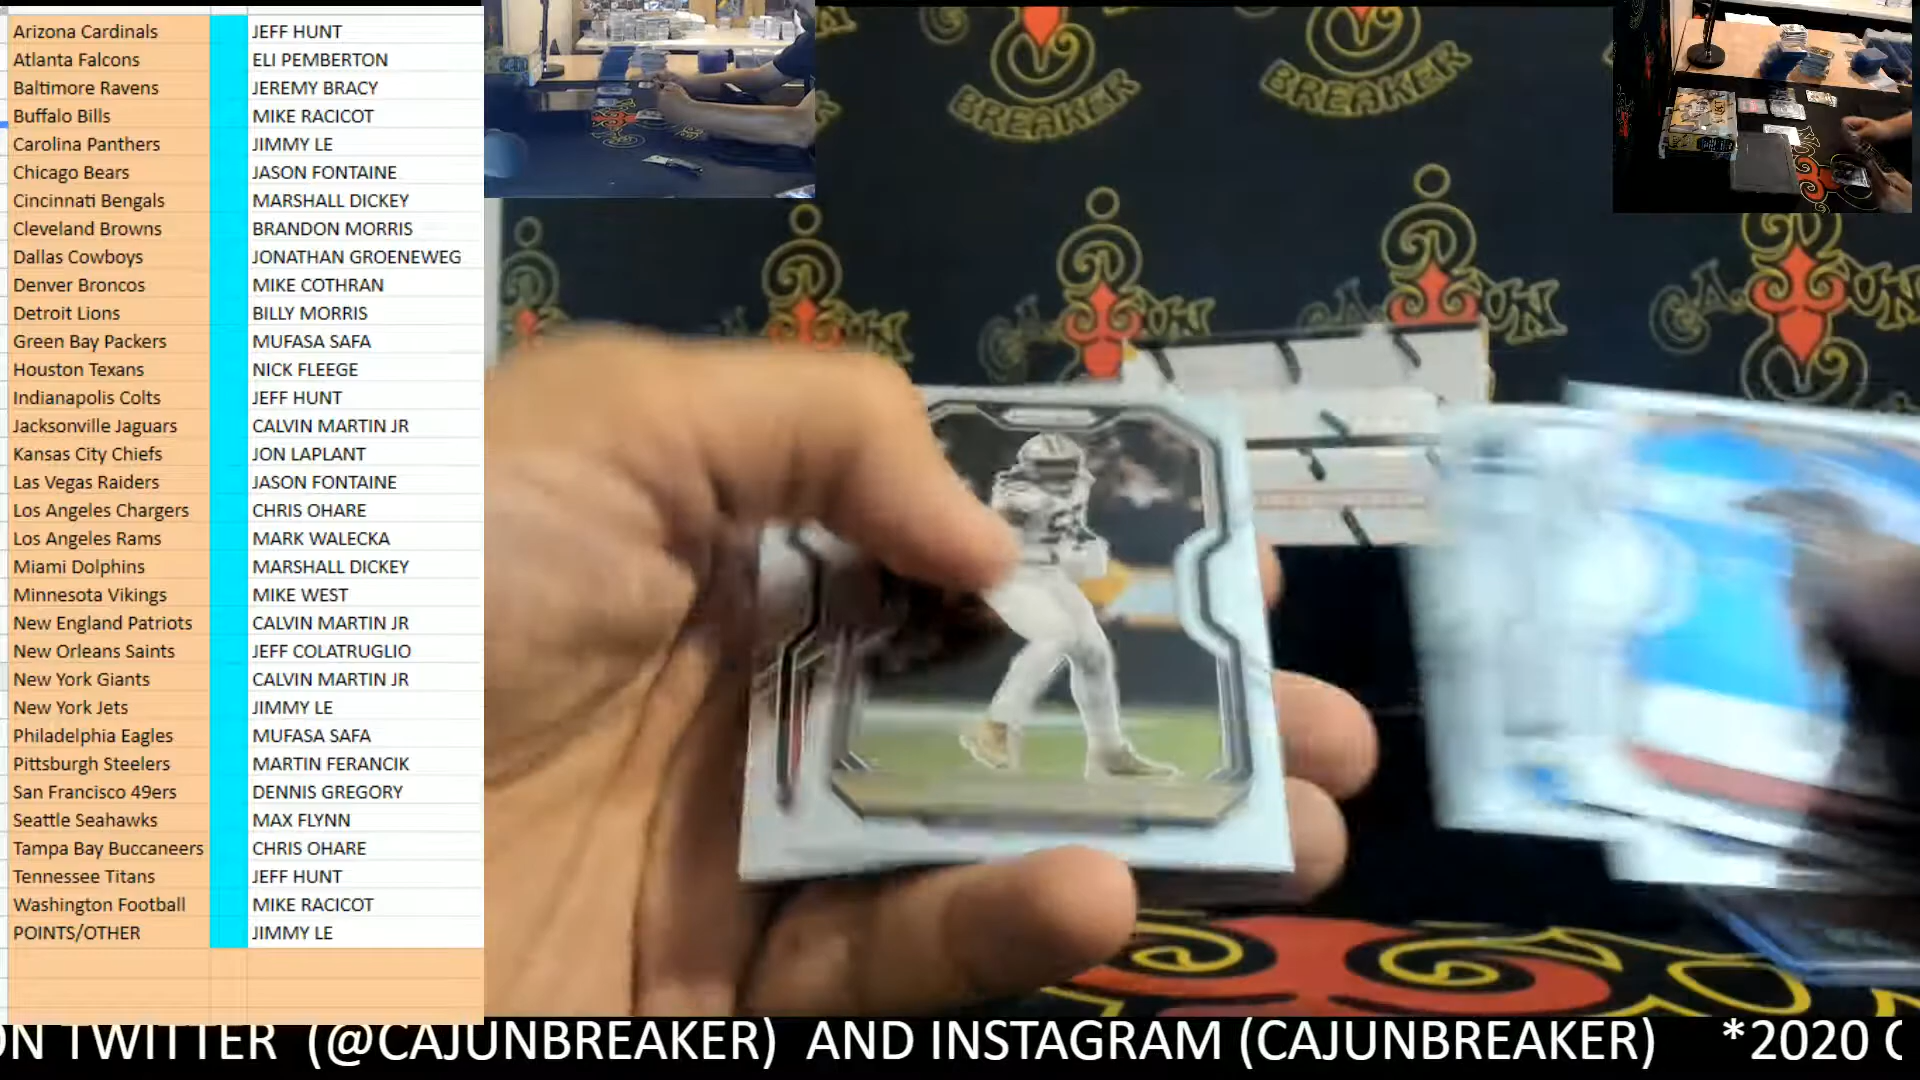 Arizona Cardinals JEFF HUNT
Atlanta Falcons ELI PEMBERTON
Baltimore Ravens JEREMY BRACY
Buffalo Bills MIKE RACICOT
Carolina Panthers JIMMY LE
Chicago Bears JASON FONTAINE
Cincinnati Bengals MARSHALL DICKEY
Cleveland Browns BRANDON MORRIS
Dallas Cowboys JONATHAN GROENEWEG
Denver Broncos MIKE COTHRAN
Detroit Lions BILLY MORRIS
Green Bay Packers MUFASA SAFA
Houston Texans NICK FLEEGE
Indianapolis Colts JEFF HUNT
Jacksonville Jaguars CALVIN MARTIN JR
Kansas City Chiefs JON LAPLANT
Las Vegas Raiders JASON FONTAINE
Los Angeles Chargers CHRIS OHARE
Los Angeles Rams MARK WALECKA
Miami Dolphins MARSHALL DICKEY
Minnesota Vikings MIKE WEST
New England Patriots CALVIN MARTIN JR
New Orleans Saints JEFF COLATRUGLIO
New York Giants CALVIN MARTIN JR
New York Jets JIMMY LE
Philadelphia Eagles MUFASA SAFA
Pittsburgh Steelers MARTIN FERANCIK
San Francisco 49ers DENNIS GREGORY
Seattle Seahawks MAX FLYNN
Tampa Bay Buccaneers CHRIS OHARE
Tennessee Titans JEFF HUNT
Washington Football MIKE RACICOT
POINTS/OTHER JIMMY LE
BREAKER
BREAKER
CAJUN
ON TWITTER (@CAJUNBREAKER) AND INSTAGRAM (CAJUNBREAKER) *2020